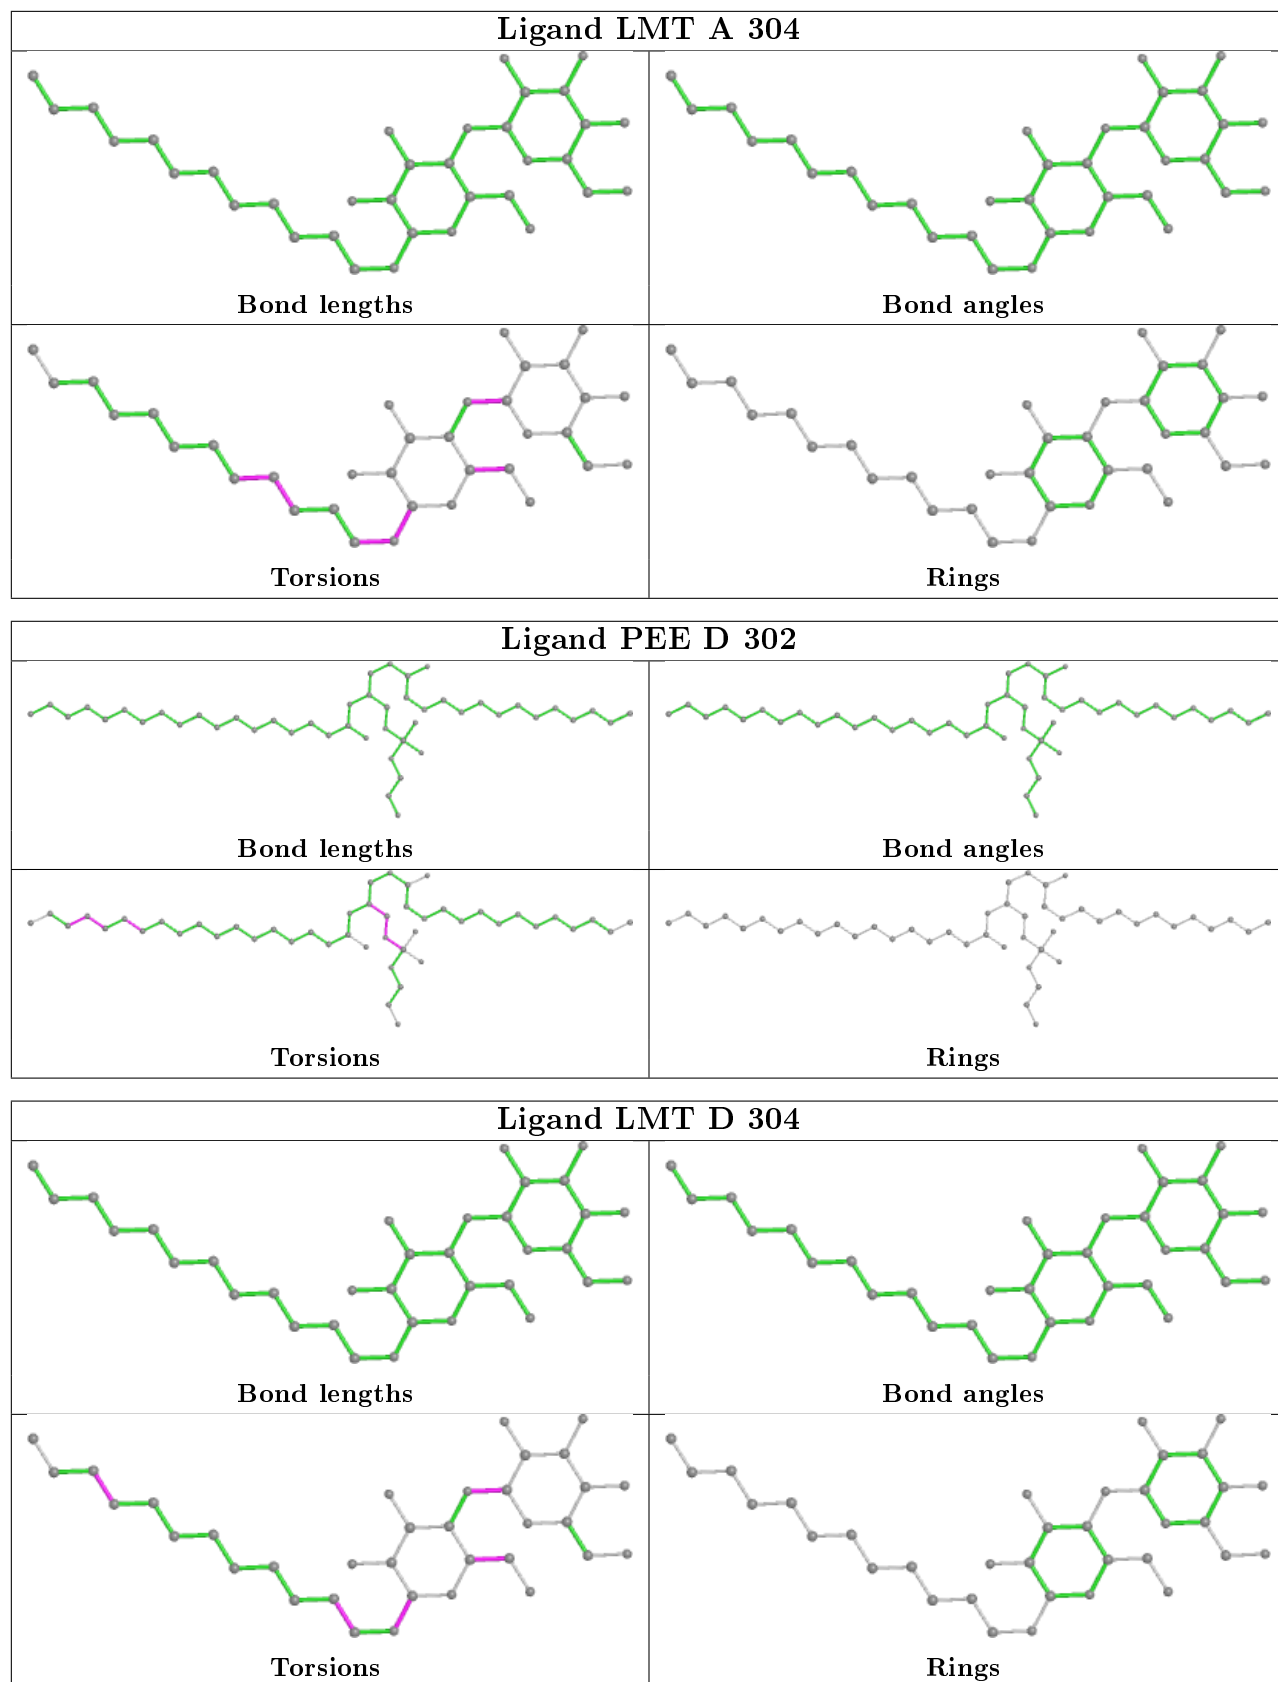 Ligand LMT A 304
Bond lengths
Bond angles
Torsions
Rings
Ligand PEE D 302
Bond lengths
Bond angles
Torsions
Rings
Ligand LMT D 304
Bond lengths
Bond angles
Torsions
Rings